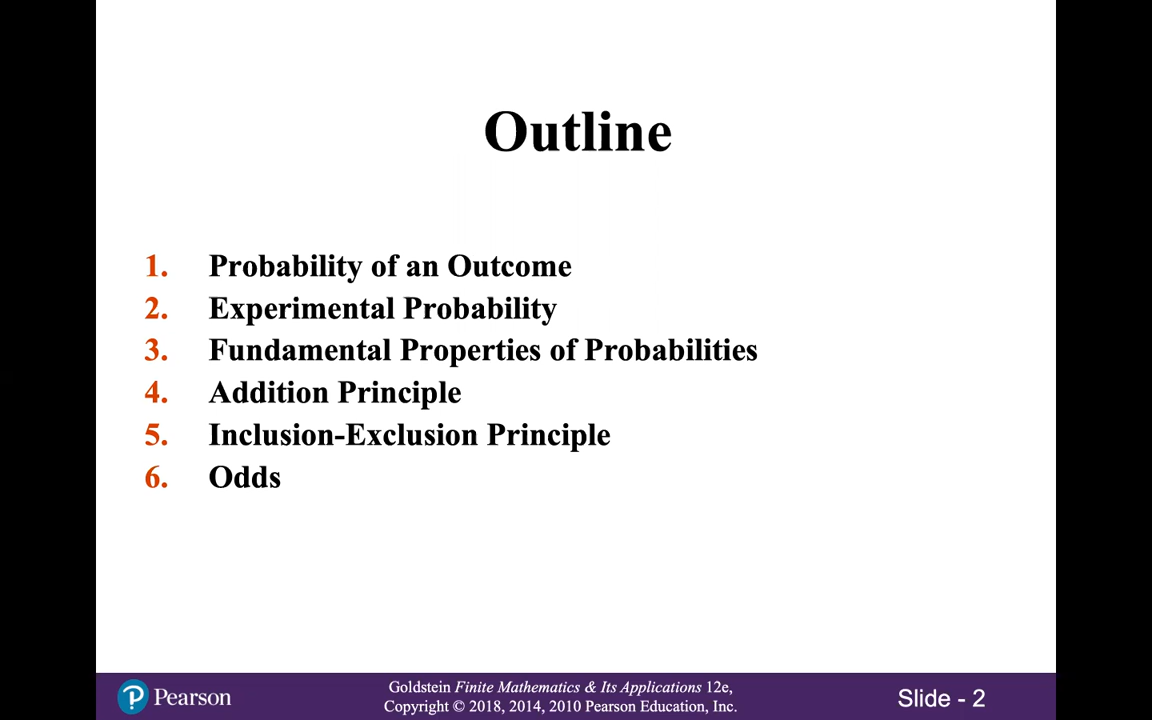 Outline
1. Probability of an Outcome
2. Experimental Probability
3. Fundamental Properties of Probabilities
4. Addition Principle
5. Inclusion-Exclusion Principle
6. Odds
Pearson
Goldstein Finite Mathematics & Its Applications 12e,
Copyright © 2018, 2014, 2010 Pearson Education, Inc.
Slide - 2